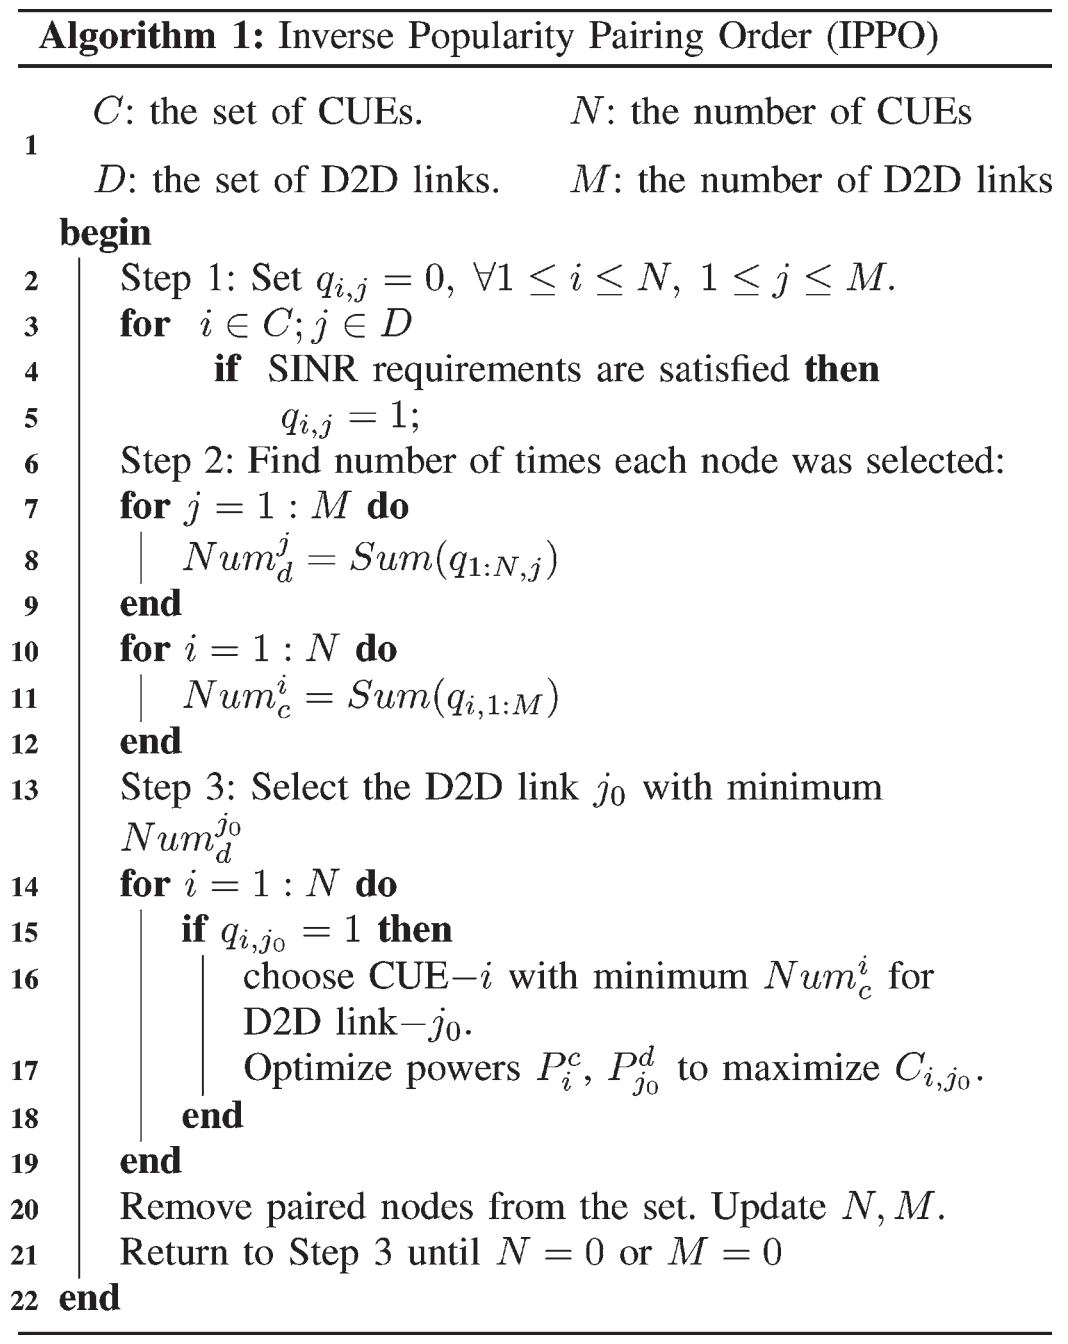 Algorithm 1: Inverse Popularity Pairing Order (IPPO)
C: the set of CUEs. N: the number of CUEs
1
D: the set of D2D links. M: the number of D2D links
begin
2 Step 1: Set q_{i,j} = 0, ∀1 ≤ i ≤ N, 1 ≤ j ≤ M.
3 for i ∈ C; j ∈ D
4 if SINR requirements are satisfied then
5 q_{i,j} = 1;
6 Step 2: Find number of times each node was selected:
7 for j = 1 : M do
8 Num_d^j = Sum(q_{1:N,j})
9 end
10 for i = 1 : N do
11 Num_c^i = Sum(q_{i,1:M})
12 end
13 Step 3: Select the D2D link j_0 with minimum
Num_d^{j_0}
14 for i = 1 : N do
15 if q_{i,j_0} = 1 then
16 choose CUE−i with minimum Num_c^i for
D2D link−j_0.
17 Optimize powers P_i^c, P_{j_0}^d to maximize C_{i,j_0}.
18 end
19 end
20 Remove paired nodes from the set. Update N, M.
21 Return to Step 3 until N = 0 or M = 0
22 end